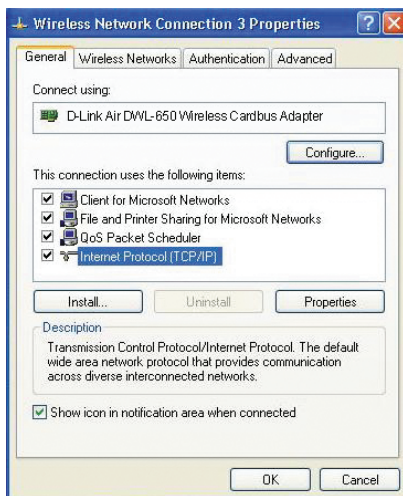 Wireless Network Connection 3 Properties
General Wireless Networks Authentication Advanced
Connect using:
D-Link Air DWL-650 Wireless Cardbus Adapter
Configure...
This connection uses the following items:
Client for Microsoft Networks
File and Printer Sharing for Microsoft Networks
QoS Packet Scheduler
Internet Protocol (TCP/IP)
Install... Uninstall Properties
Description
Transmission Control Protocol/Internet Protocol. The default
wide area network protocol that provides communication
across diverse interconnected networks.
Show icon in notification area when connected
OK Cancel